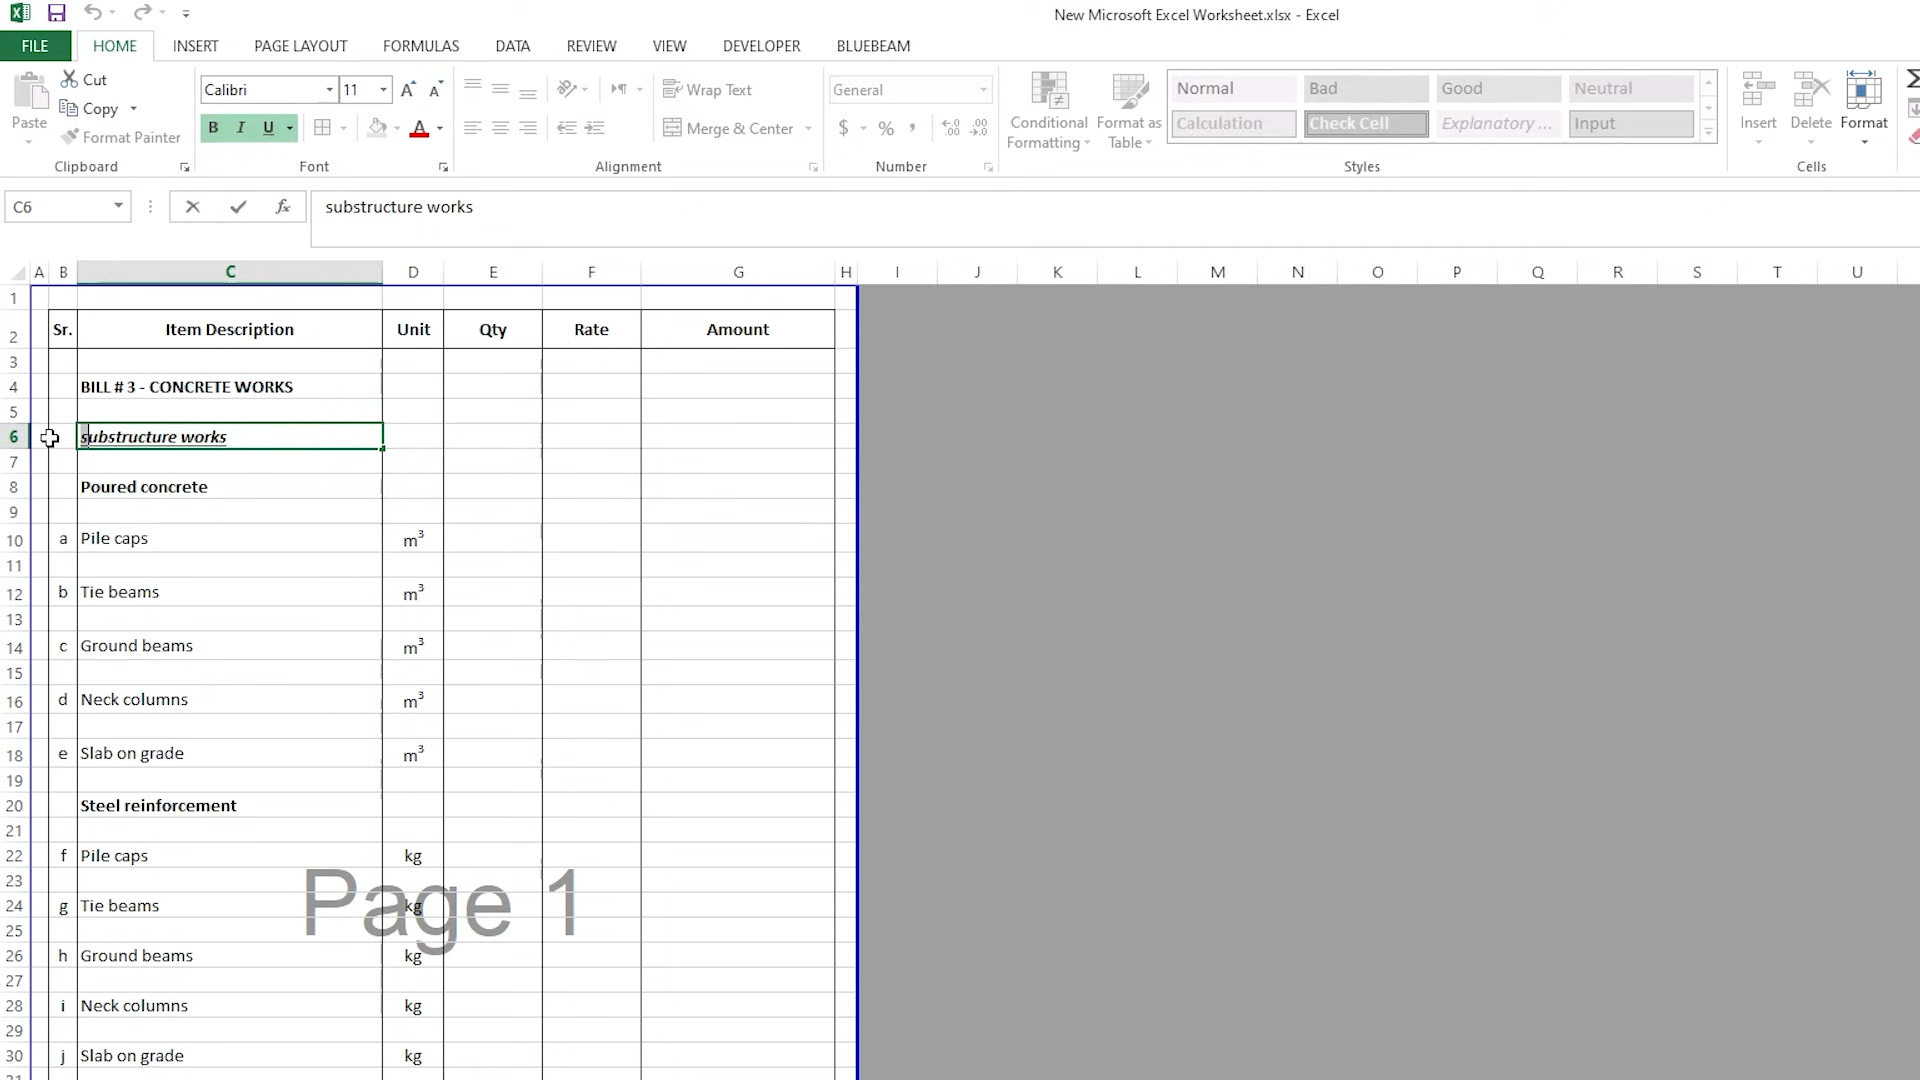 New Microsoft Excel Worksheet.xlsx - Excel
FILE HOME INSERT PAGE LAYOUT FORMULAS DATA REVIEW VIEW DEVELOPER BLUEBEAM
Cut
Copy
Format Painter
Paste
Clipboard
Calibri 11
B I U A
Font
Wrap Text
Merge & Center
Alignment
General
$ % ,
Number
Conditional Formatting
Format as Table
Normal Bad Good Neutral
Calculation Check Cell Explanatory ... Input
Styles
Insert Delete Format
Cells
C6 fx substructure works
A B C D E F G H I J K L M N O P Q R S T U
1
2 Sr. Item Description Unit Qty Rate Amount
3
4 BILL # 3 - CONCRETE WORKS
5
6 substructure works
7
8 Poured concrete
9
10 a Pile caps m³
11
12 b Tie beams m³
13
14 c Ground beams m³
15
16 d Neck columns m³
17
18 e Slab on grade m³
19
20 Steel reinforcement
21
22 f Pile caps kg
23
24 g Tie beams kg
Page 1
25
26 h Ground beams kg
27
28 i Neck columns kg
29
30 j Slab on grade kg